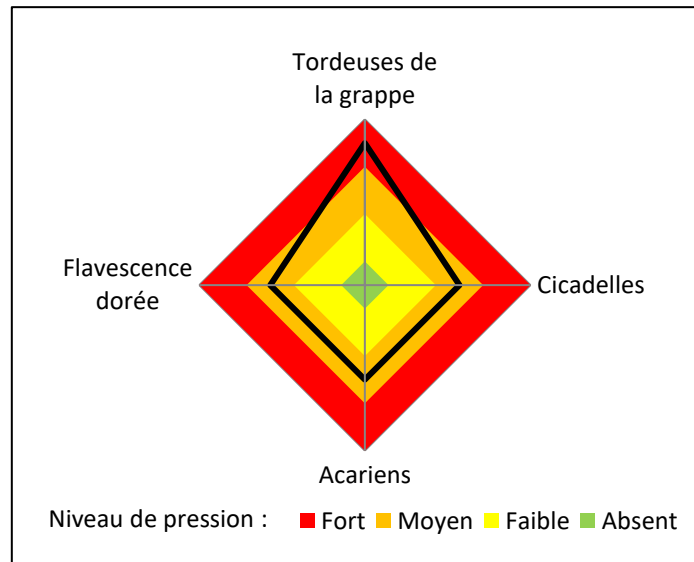 Tordeuses de
la grappe
Flavescence
dorée
Cicadelles
Acariens
Niveau de pression : Fort Moyen Faible Absent